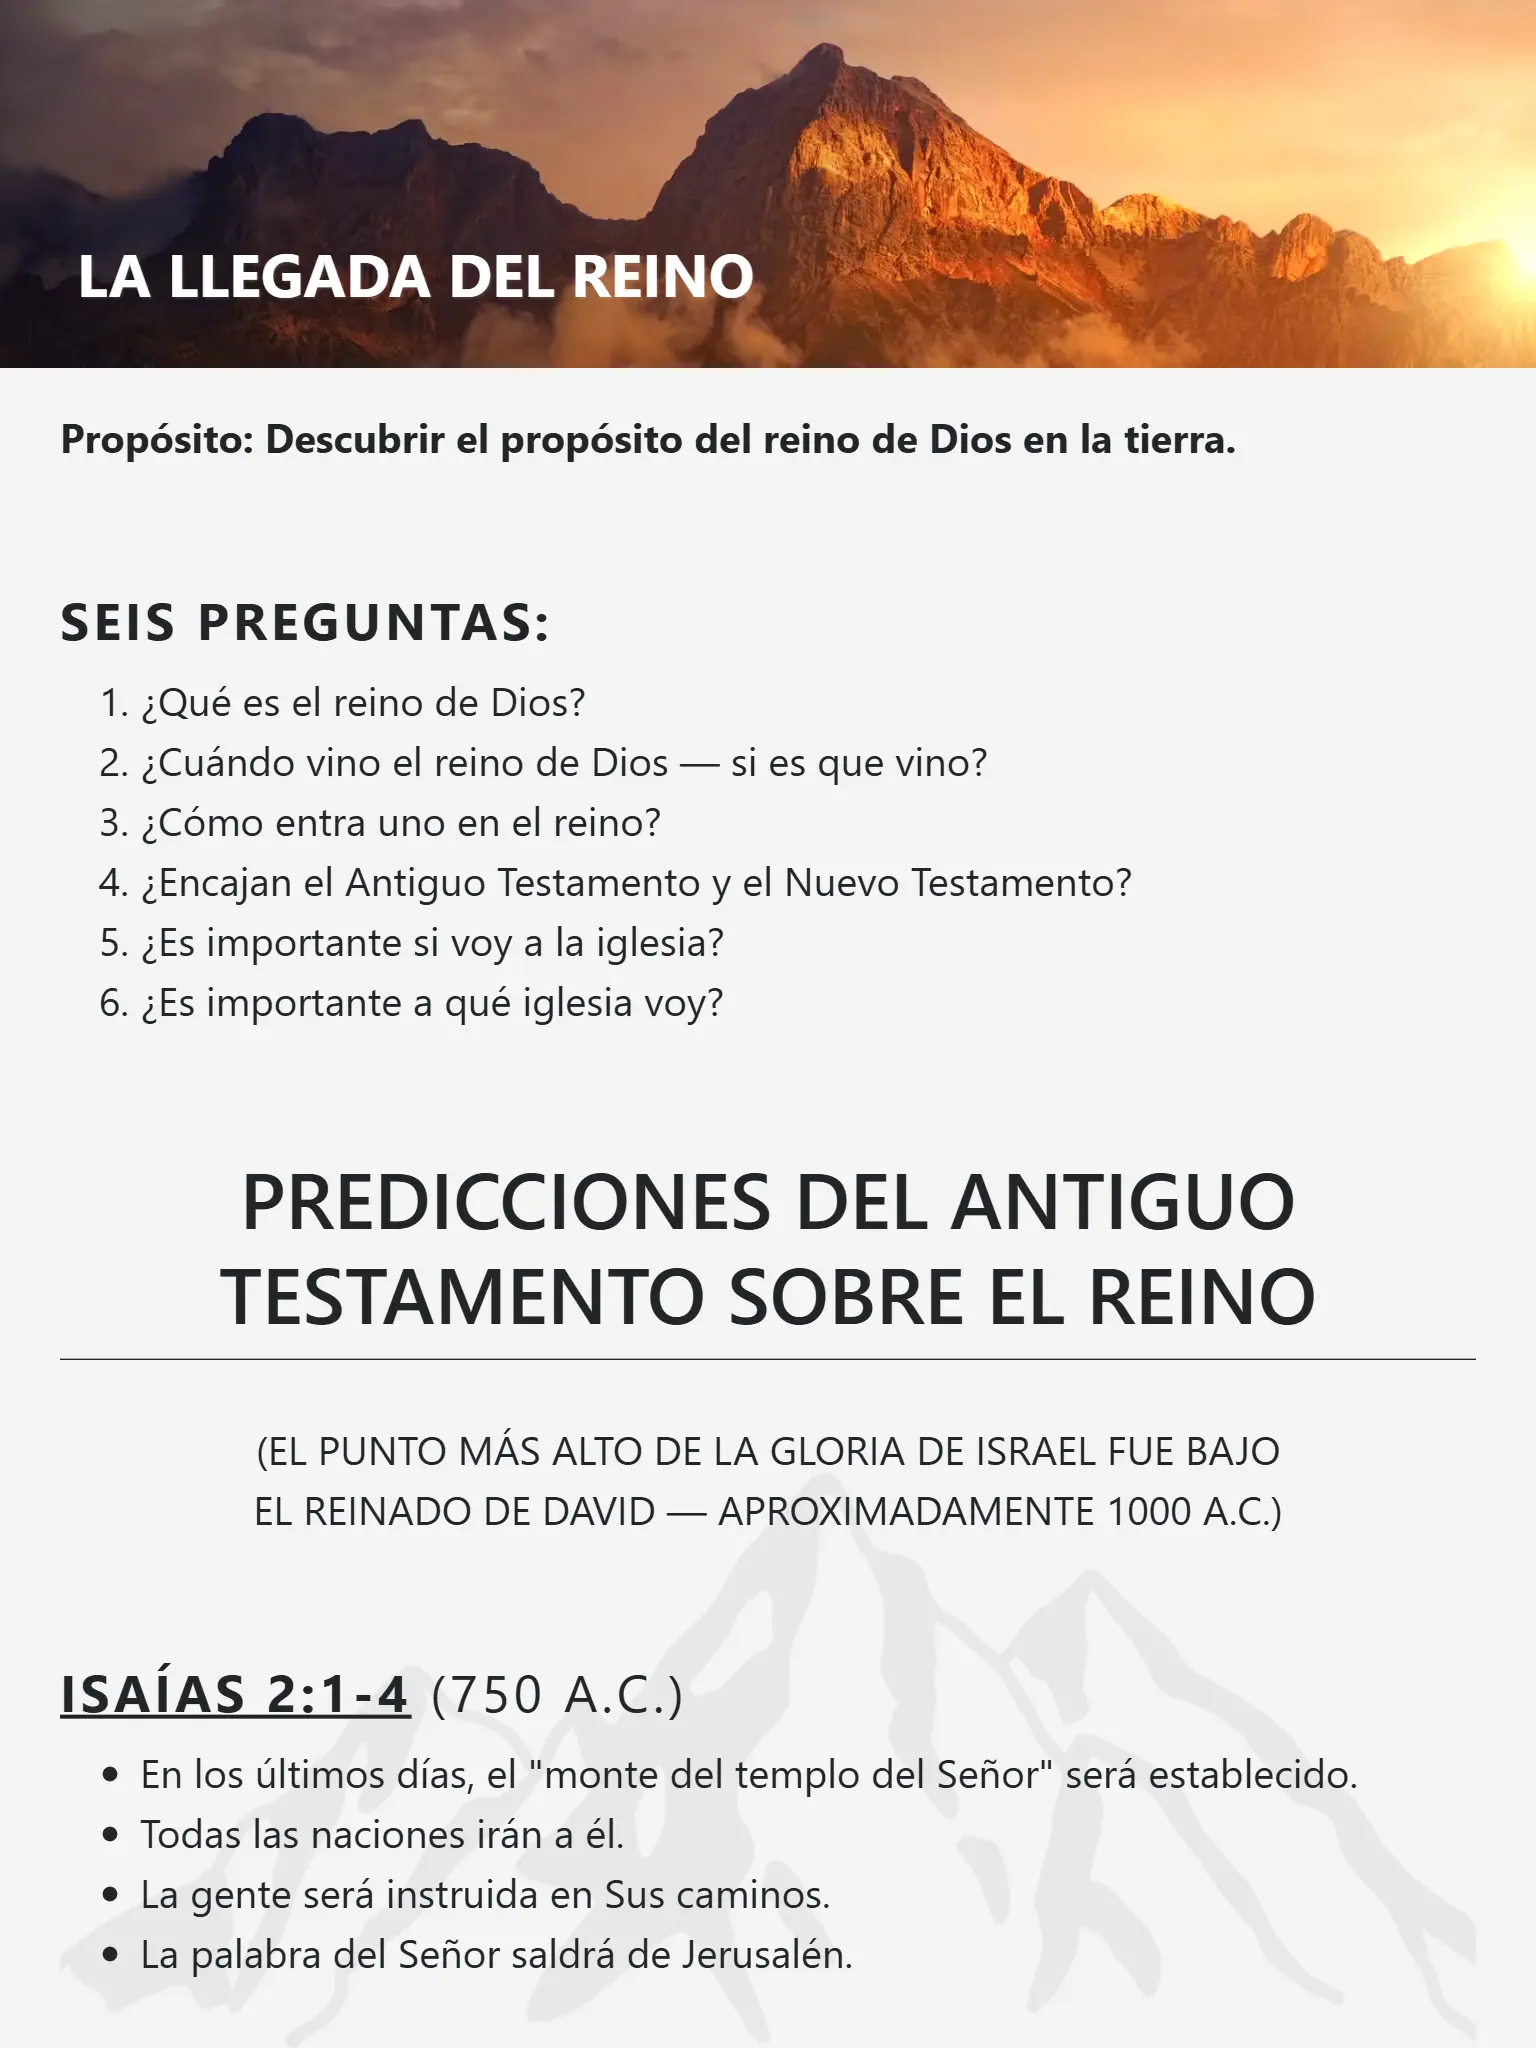 LA LLEGADA DEL REINO
Propósito: Descubrir el propósito del reino de Dios en la tierra.
SEIS PREGUNTAS:
1. ¿Qué es el reino de Dios?
2. ¿Cuándo vino el reino de Dios — si es que vino?
3. ¿Cómo entra uno en el reino?
4. ¿Encajan el Antiguo Testamento y el Nuevo Testamento?
5. ¿Es importante si voy a la iglesia?
6. ¿Es importante a qué iglesia voy?
PREDICCIONES DEL ANTIGUO
TESTAMENTO SOBRE EL REINO
(EL PUNTO MÁS ALTO DE LA GLORIA DE ISRAEL FUE BAJO
EL REINADO DE DAVID — APROXIMADAMENTE 1000 A.C.)
ISAÍAS 2:1-4 (750 A.C.)
• En los últimos días, el "monte del templo del Señor" será establecido.
• Todas las naciones irán a él.
• La gente será instruida en Sus caminos.
• La palabra del Señor saldrá de Jerusalén.